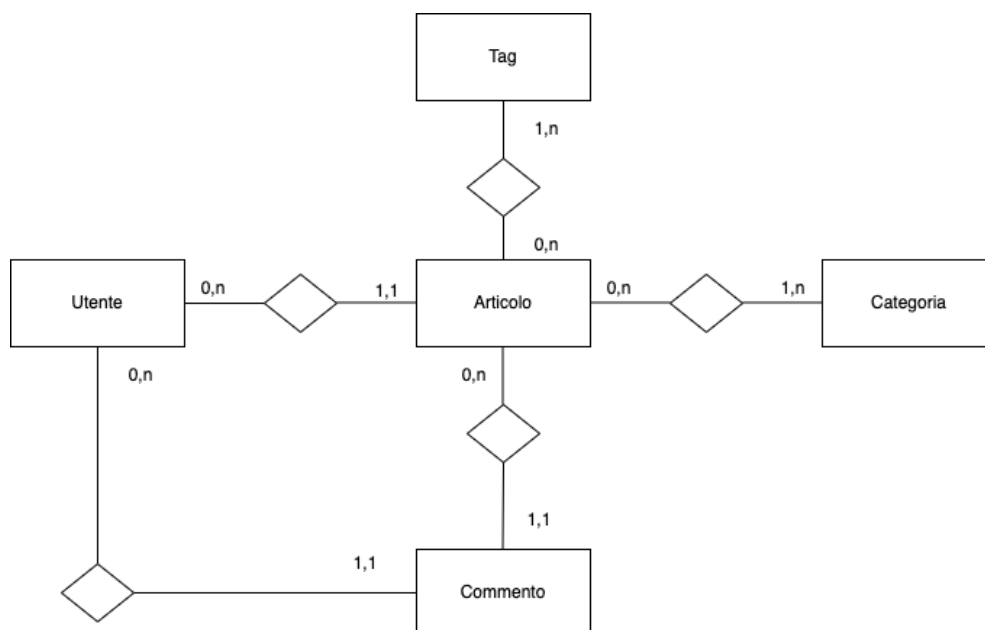 Tag
1,n
0,n
Utente
0,n
1,1
Articolo
0,n
1,n
Categoria
0,n
0,n
1,1
1,1
Commento